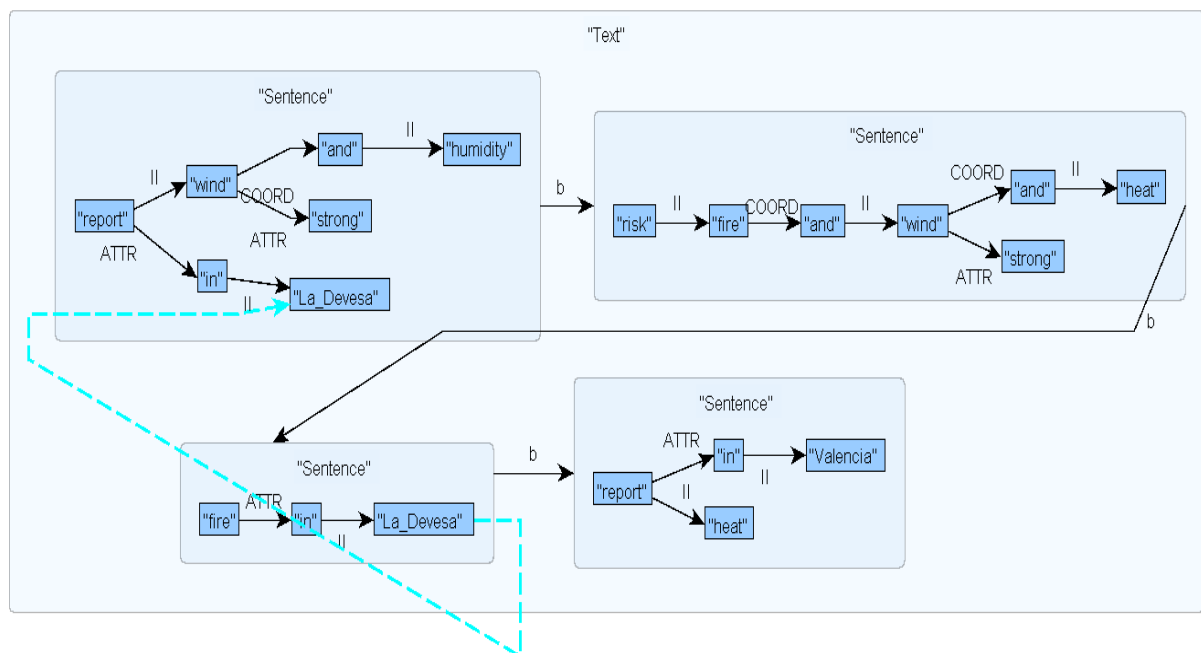 "Text"
"Sentence"
"and"
II
"humidity"
II
"wind"
COORD
"report"
"strong"
ATTR
ATTR
"in"
II
"La_Devesa"
b
"Sentence"
COORD
"and"
II
"heat"
"risk"
II
"fire"
COORD
"and"
II
"wind"
"strong"
ATTR
b
"Sentence"
"fire"
ATTR
"in"
II
"La_Devesa"
b
"Sentence"
ATTR
"in"
II
"Valencia"
"report"
II
"heat"